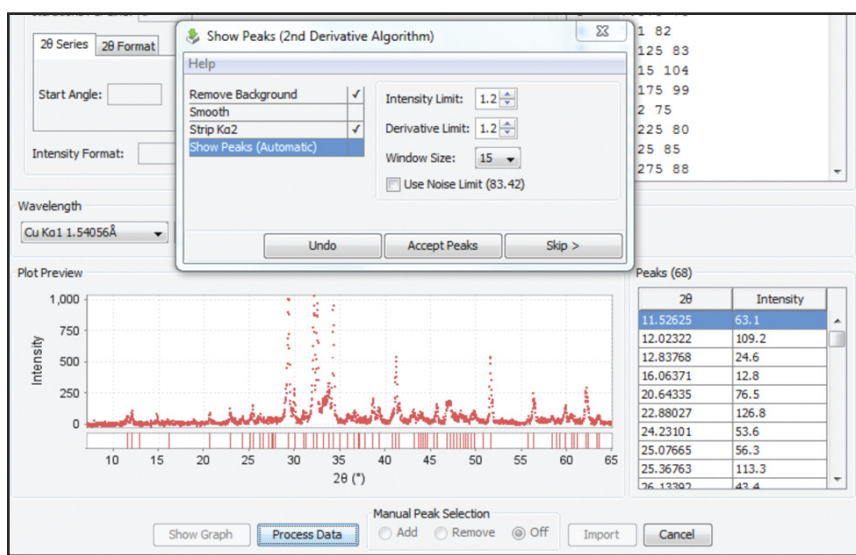 Show Peaks (2nd Derivative Algorithm)
Help
Remove Background
Smooth
Strip Kα2
Show Peaks (Automatic)
Intensity Limit: 1.2
Derivative Limit: 1.2
Window Size: 15
Use Noise Limit (83.42)
Undo
Accept Peaks
Skip >
2θ Series
2θ Format
Start Angle:
Intensity Format:
1 82
125 83
15 104
175 99
2 75
225 80
25 85
275 88
Wavelength
Cu Kα1 1.54056Å
Plot Preview
Intensity
1,000
750
500
250
0
10 15 20 25 30 35 40 45 50 55 60 65
2θ (°)
Peaks (68)
2θ Intensity
11.52625 63.1
12.02322 109.2
12.83768 24.6
16.06371 12.8
20.64335 76.5
22.88027 126.8
24.23101 53.6
25.07665 56.3
25.36763 113.3
26.13392 43.4
Manual Peak Selection
Show Graph
Process Data
Add
Remove
Off
Import
Cancel